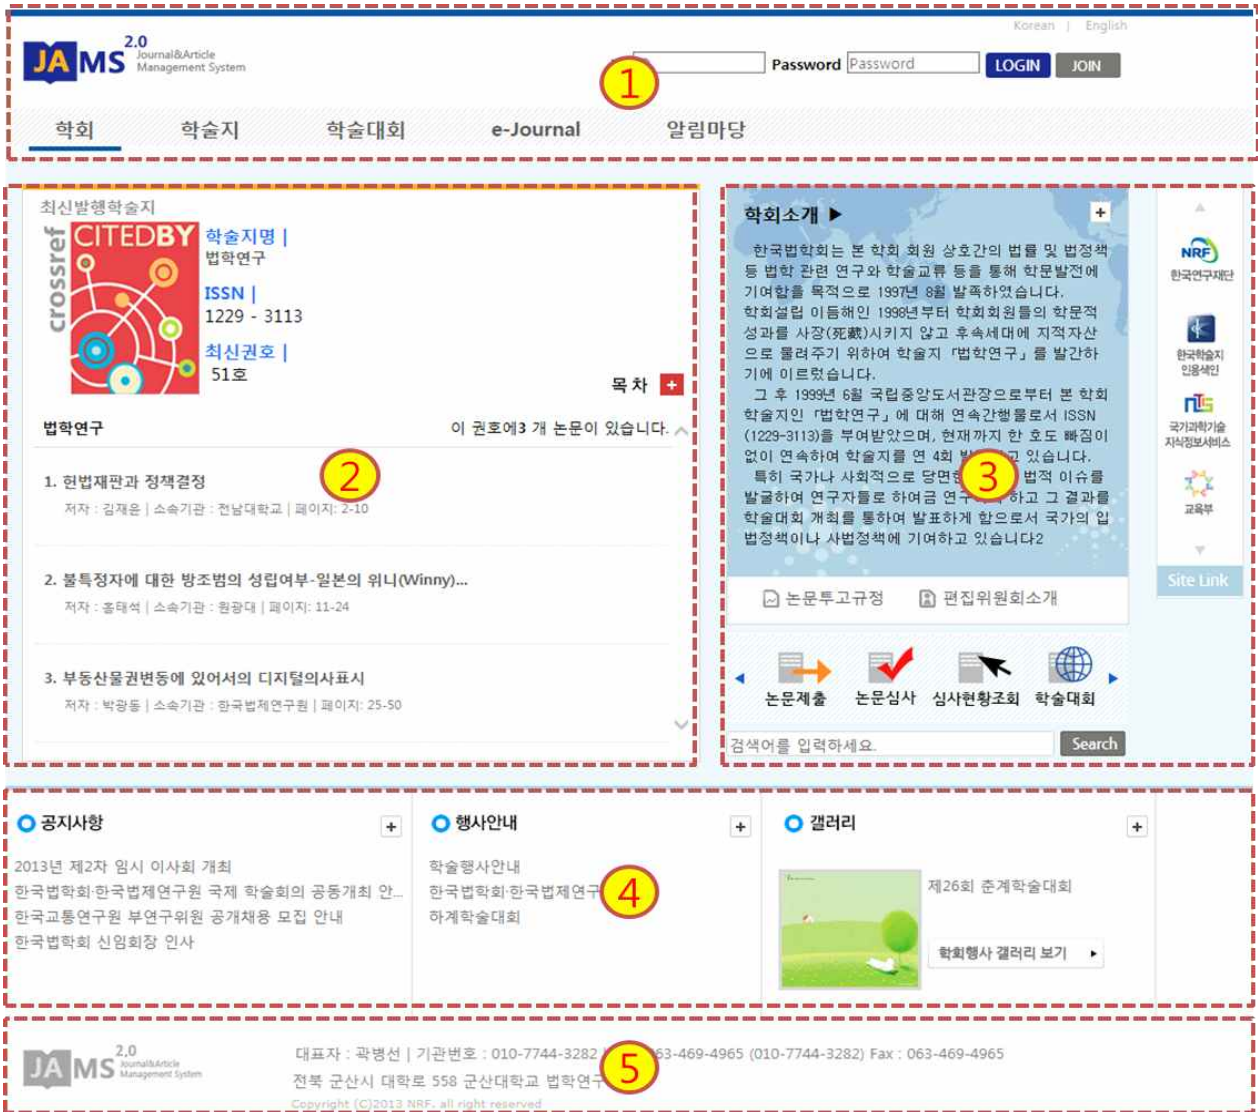 Korean | English
JAMS 2.0 Journal&Article Management System
Password Password LOGIN JOIN
1
학회 학술지 학술대회 e-Journal 알림마당
최신발행학술지
crossref CITEDBY
학술지명 |
법학연구
ISSN |
1229 - 3113
최신권호 |
51호
목 차 +
법학연구 이 권호에3 개 논문이 있습니다.
2
1. 헌법재판과 정책결정
저자 : 김재윤 | 소속기관 : 전남대학교 | 페이지: 2-10
2. 불특정자에 대한 방조범의 성립여부-일본의 위니(Winny)...
저자 : 홍태석 | 소속기관 : 원광대 | 페이지: 11-24
3. 부동산물권변동에 있어서의 디지털의사표시
저자 : 박광동 | 소속기관 : 한국법제연구원 | 페이지: 25-50
학회소개 ▶ +
한국법학회는 본 학회 회원 상호간의 법률 및 법정책
등 법학 관련 연구와 학술교류 등을 통해 학문발전에
기여함을 목적으로 1997년 8월 발족하였습니다.
학회설립 이듬해인 1998년부터 학회회원들의 학문적
성과를 사장(死藏)시키지 않고 후속세대에 지적자산
으로 물려주기 위하여 학술지 「법학연구」를 발간하
기에 이르렀습니다.
그 후 1999년 6월 국립중앙도서관장으로부터 본 학회
학술지인 「법학연구」에 대해 연속간행물로서 ISSN
(1229-3113)을 부여받았으며, 현재까지 한 호도 빠짐이
없이 연속하여 학술지를 연 4회 고 있습니다.
특히 국가나 사회적으로 당면한 법적 이슈를
발굴하여 연구자들로 하여금 연구 하고 그 결과를
학술대회 개최를 통하여 발표하게 함으로서 국가의 입
법정책이나 사법정책에 기여하고 있습니다2
3
논문투고규정 편집위원회소개
논문제출 논문심사 심사현황조회 학술대회
검색어를 입력하세요. Search
NRF
한국연구재단
한국학술지
인용색인
NTIS
국가과학기술
지식정보서비스
교육부
Site Link
공지사항 +
2013년 제2차 임시 이사회 개최
한국법학회·한국법제연구원 국제 학술회의 공동개최 안...
한국교통연구원 부연구위원 공개채용 모집 안내
한국법학회 신임회장 인사
행사안내 +
학술행사안내
한국법학회·한국법제연구
하계학술대회
4
갤러리 +
제26회 춘계학술대회
학회행사 갤러리 보기
JAMS 2.0 Journal&Article Management System
대표자 : 곽병선 | 기관번호 : 010-7744-3282 63-469-4965 (010-7744-3282) Fax : 063-469-4965
전북 군산시 대학로 558 군산대학교 법학연구
5
Copyright (C)2013 NRF. all right reserved